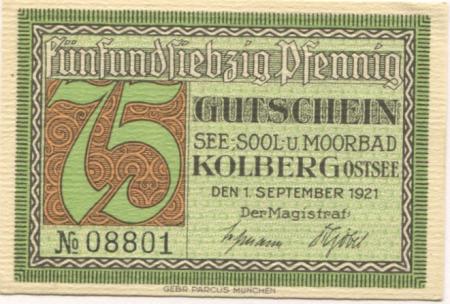 Fünfundsiebzig Pfennig
75
GUTSCHEIN
SEE-SOOL-U MOORBAD
KOLBERG OSTSEE
DEN 1. SEPTEMBER 1921
Der Magistrat
№ 08801
GEBR. PARCUS MÜNCHEN